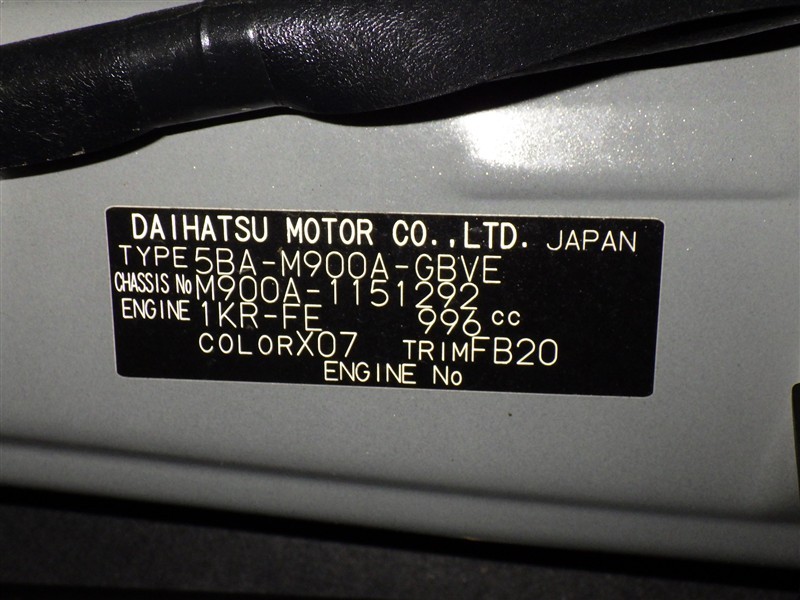 DAIHATSU MOTOR CO.,LTD. JAPAN
TYPE 5BA-M900A-GBVE
CHASSIS No M900A-1151292
ENGINE 1KR-FE 996 cc
COLOR X07 TRIM FB20
ENGINE No